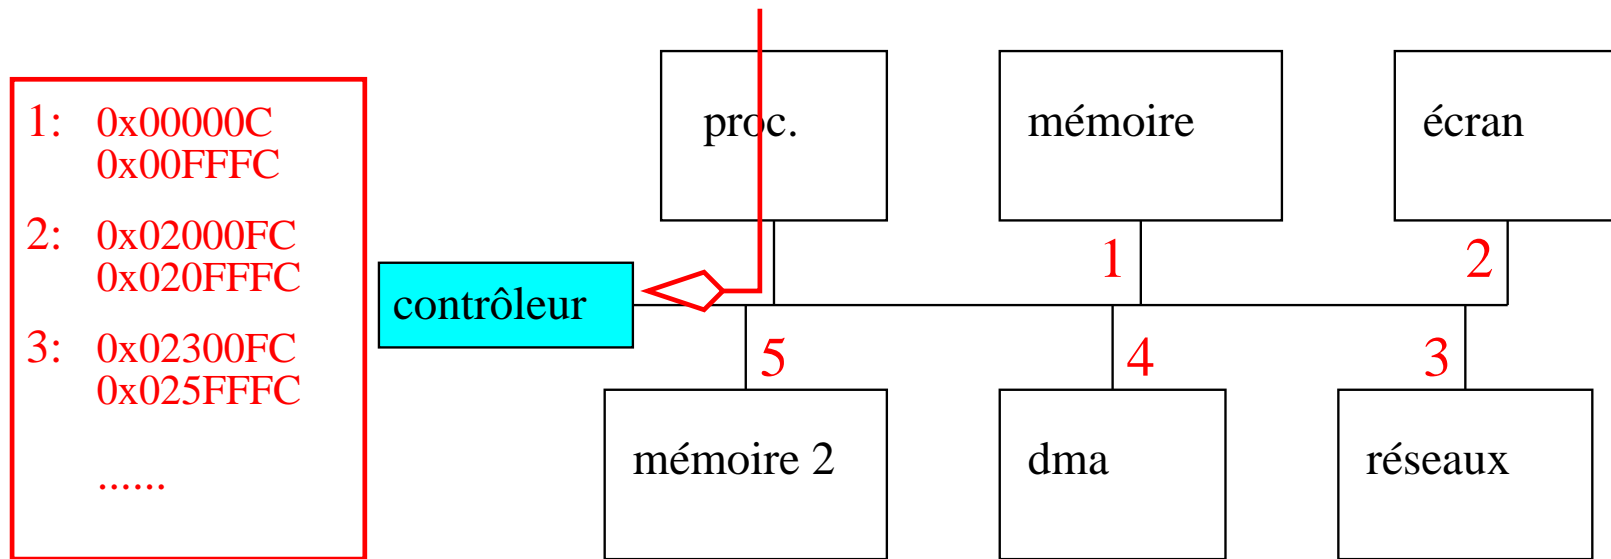 1: 0x00000C
0x00FFFC
2: 0x02000FC
0x020FFFC
3: 0x02300FC
0x025FFFC
......
contrôleur
proc.
mémoire
écran
1
2
5
4
3
mémoire 2
dma
réseaux